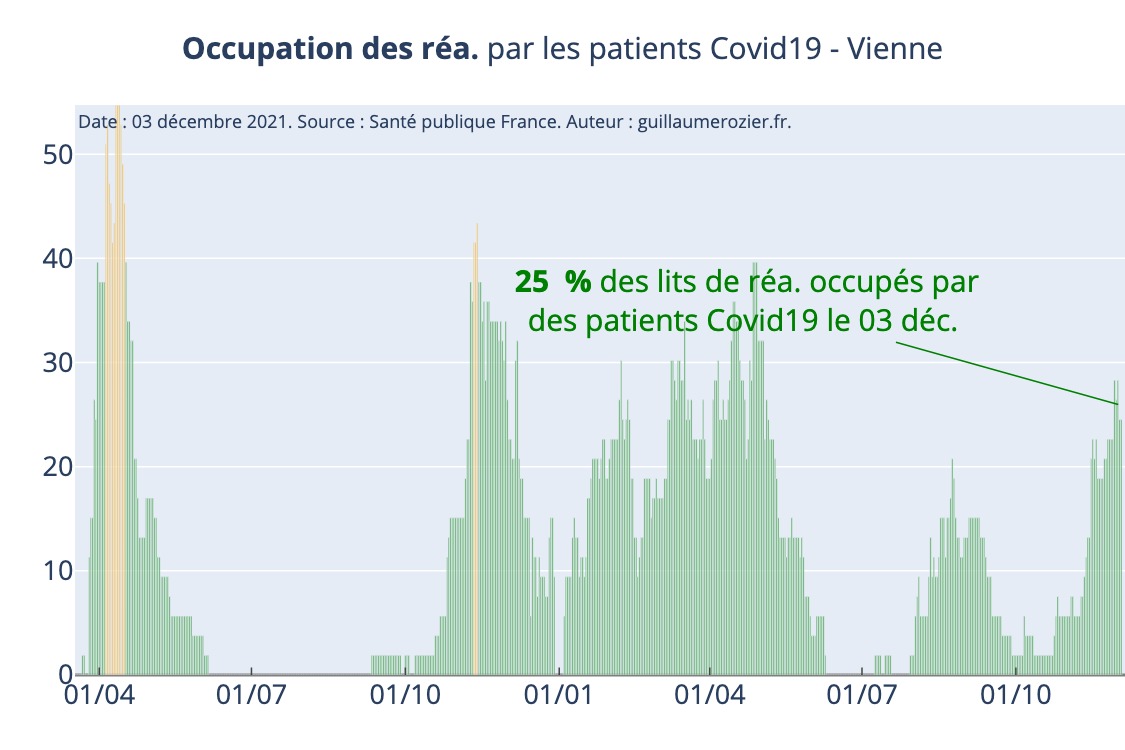 Occupation des réa. par les patients Covid19 - Vienne
Date : 03 décembre 2021. Source : Santé publique France. Auteur : guillaumerozier.fr.
50
40
25 % des lits de réa. occupés par
des patients Covid19 le 03 déc.
30
20
10
0
01/04 01/07 01/10 01/01 01/04 01/07 01/10